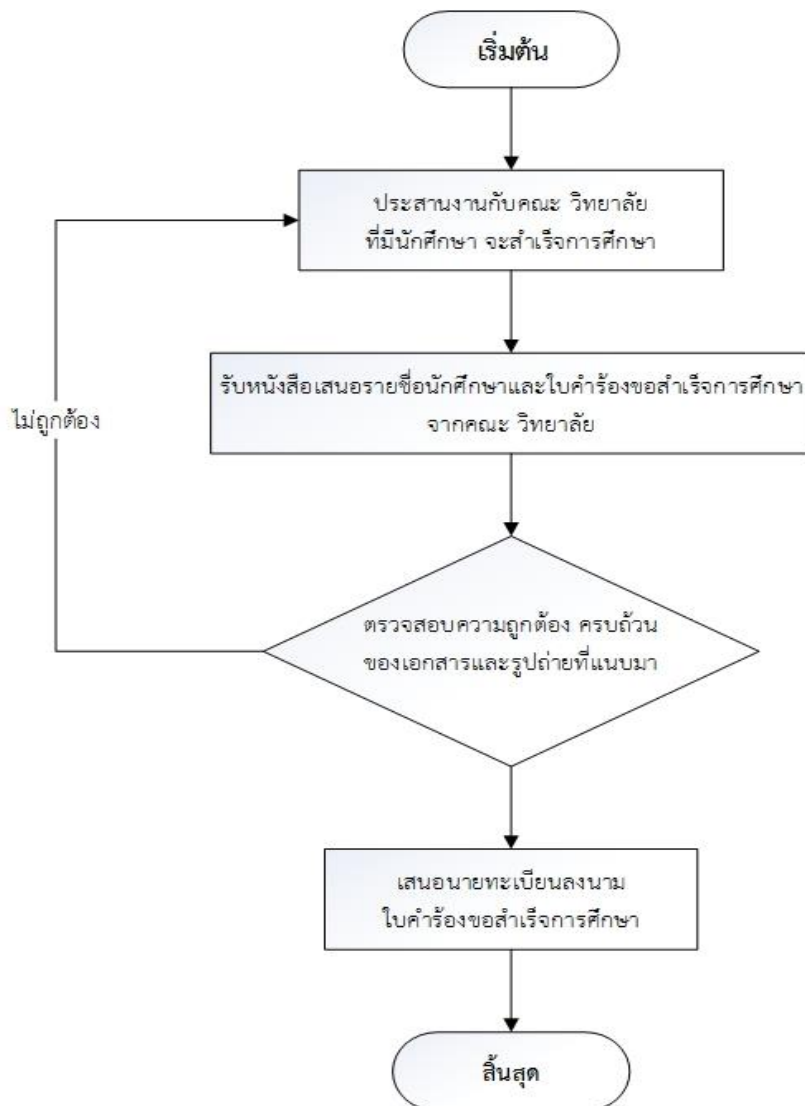 เริ่มต้น
ประสานงานกับคณะ วิทยาลัย
ที่มีนักศึกษา จะสำเร็จการศึกษา
รับหนังสือเสนอรายชื่อนักศึกษาและใบคำร้องขอสำเร็จการศึกษา
จากคณะ วิทยาลัย
ไม่ถูกต้อง
ตรวจสอบความถูกต้อง ครบถ้วน
ของเอกสารและรูปถ่ายที่แนบมา
เสนอนายทะเบียนลงนาม
ใบคำร้องขอสำเร็จการศึกษา
สิ้นสุด